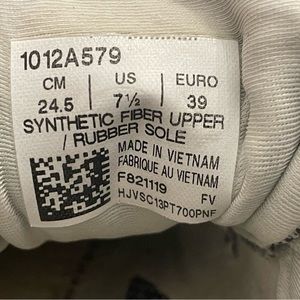 1012A579
CM US EURO
24.5 7½ 39
SYNTHETIC FIBER UPPER
/ RUBBER SOLE
MADE IN VIETNAM
FABRIQUE AU VIETNAM
F821119 FV
HJVSC13PT700PNF